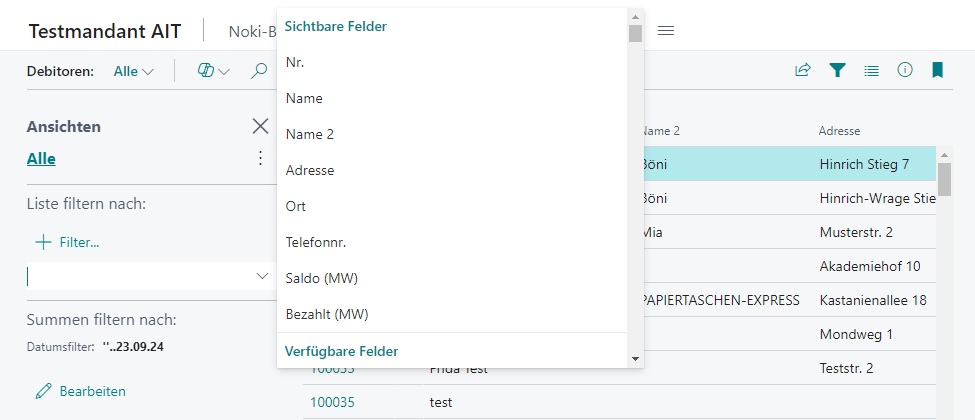 Testmandant AIT
Noki-B
Debitoren: Alle
Ansichten
Alle
Liste filtern nach:
Filter...
Summen filtern nach:
Datumsfilter: ''..23.09.24
Bearbeiten
Sichtbare Felder
Nr.
Name
Name 2
Adresse
Ort
Telefonnr.
Saldo (MW)
Bezahlt (MW)
Verfügbare Felder
Name 2 Adresse
Böni Hinrich Stieg 7
Böni Hinrich-Wrage Stie
Mia Musterstr. 2
Akademiehof 10
PAPIERTASCHEN-EXPRESS Kastanienallee 18
Mondweg 1
100033 Frida Test Teststr. 2
100035 test